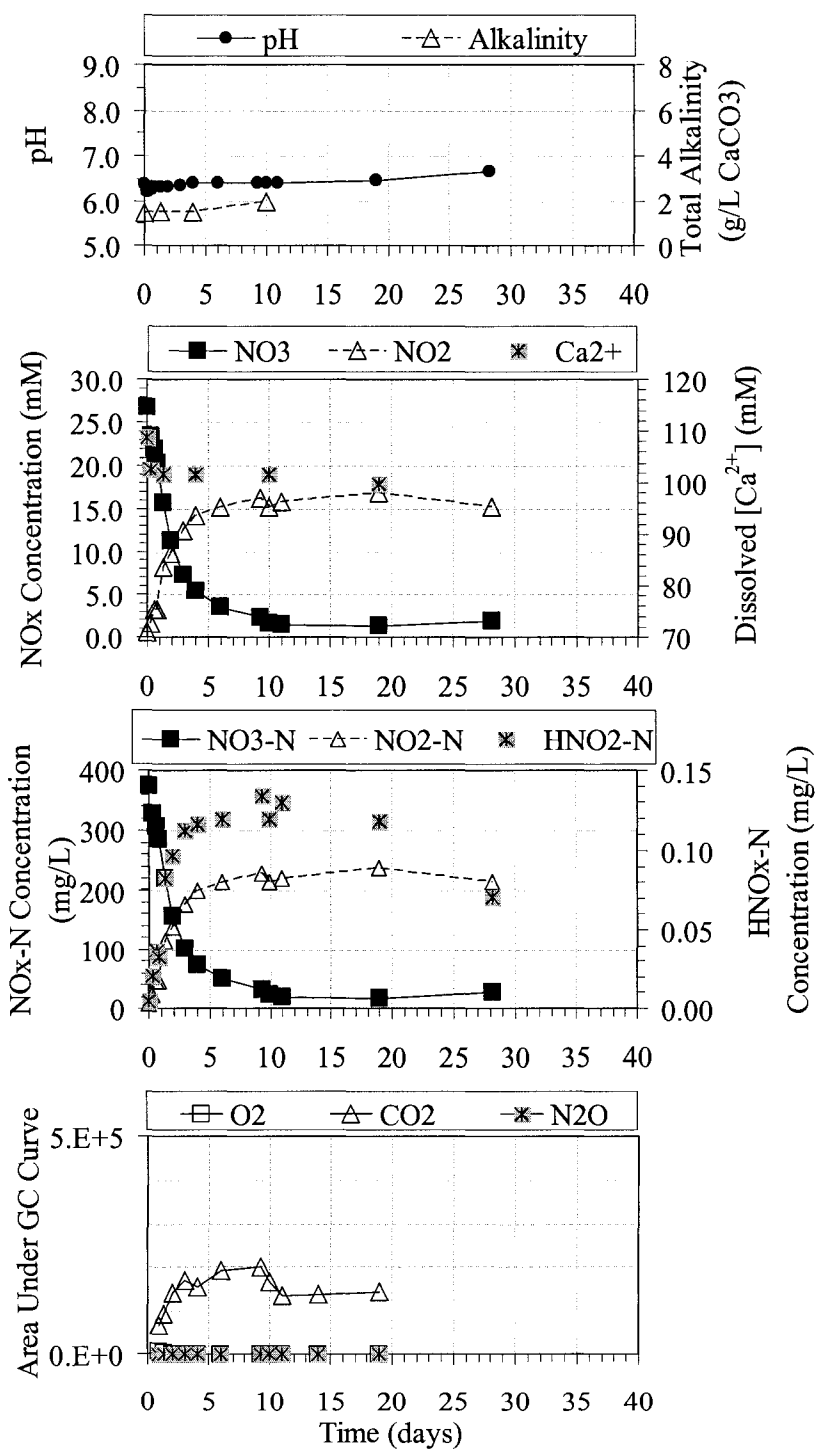 pH Alkalinity
9.0
8.0
7.0
6.0
5.0
pH
8
6
4
2
0
Total Alkalinity
(g/L CaCO3)
0 5 10 15 20 25 30 35 40
NO3 NO2 Ca2+
30.0
25.0
20.0
15.0
10.0
5.0
0.0
NOx Concentration (mM)
120
110
100
90
80
70
Dissolved [Ca2+] (mM)
0 5 10 15 20 25 30 35 40
NO3-N NO2-N HNO2-N
400
300
200
100
0
NOx-N Concentration
(mg/L)
0.15
0.10
0.05
0.00
HNOx-N
Concentration (mg/L)
0 5 10 15 20 25 30 35 40
O2 CO2 N2O
5.E+5
0.E+0
Area Under GC Curve
0 5 10 15 20 25 30 35 40
Time (days)